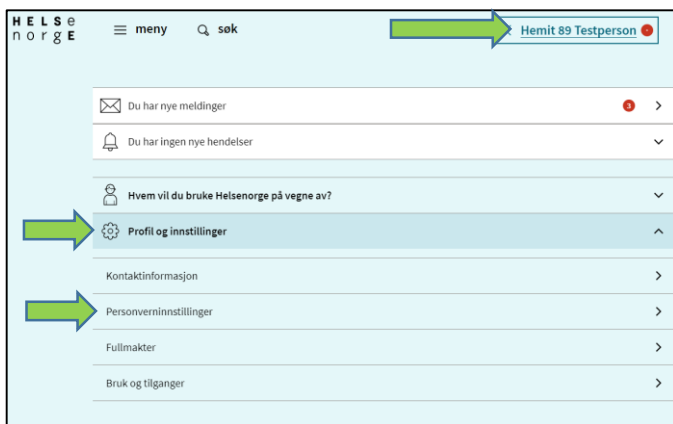 HELSe
norgE
meny søk Hemit 89 Testperson
Du har nye meldinger 3
Du har ingen nye hendelser
Hvem vil du bruke Helsenorge på vegne av?
Profil og innstillinger
Kontaktinformasjon
Personverninnstillinger
Fullmakter
Bruk og tilganger